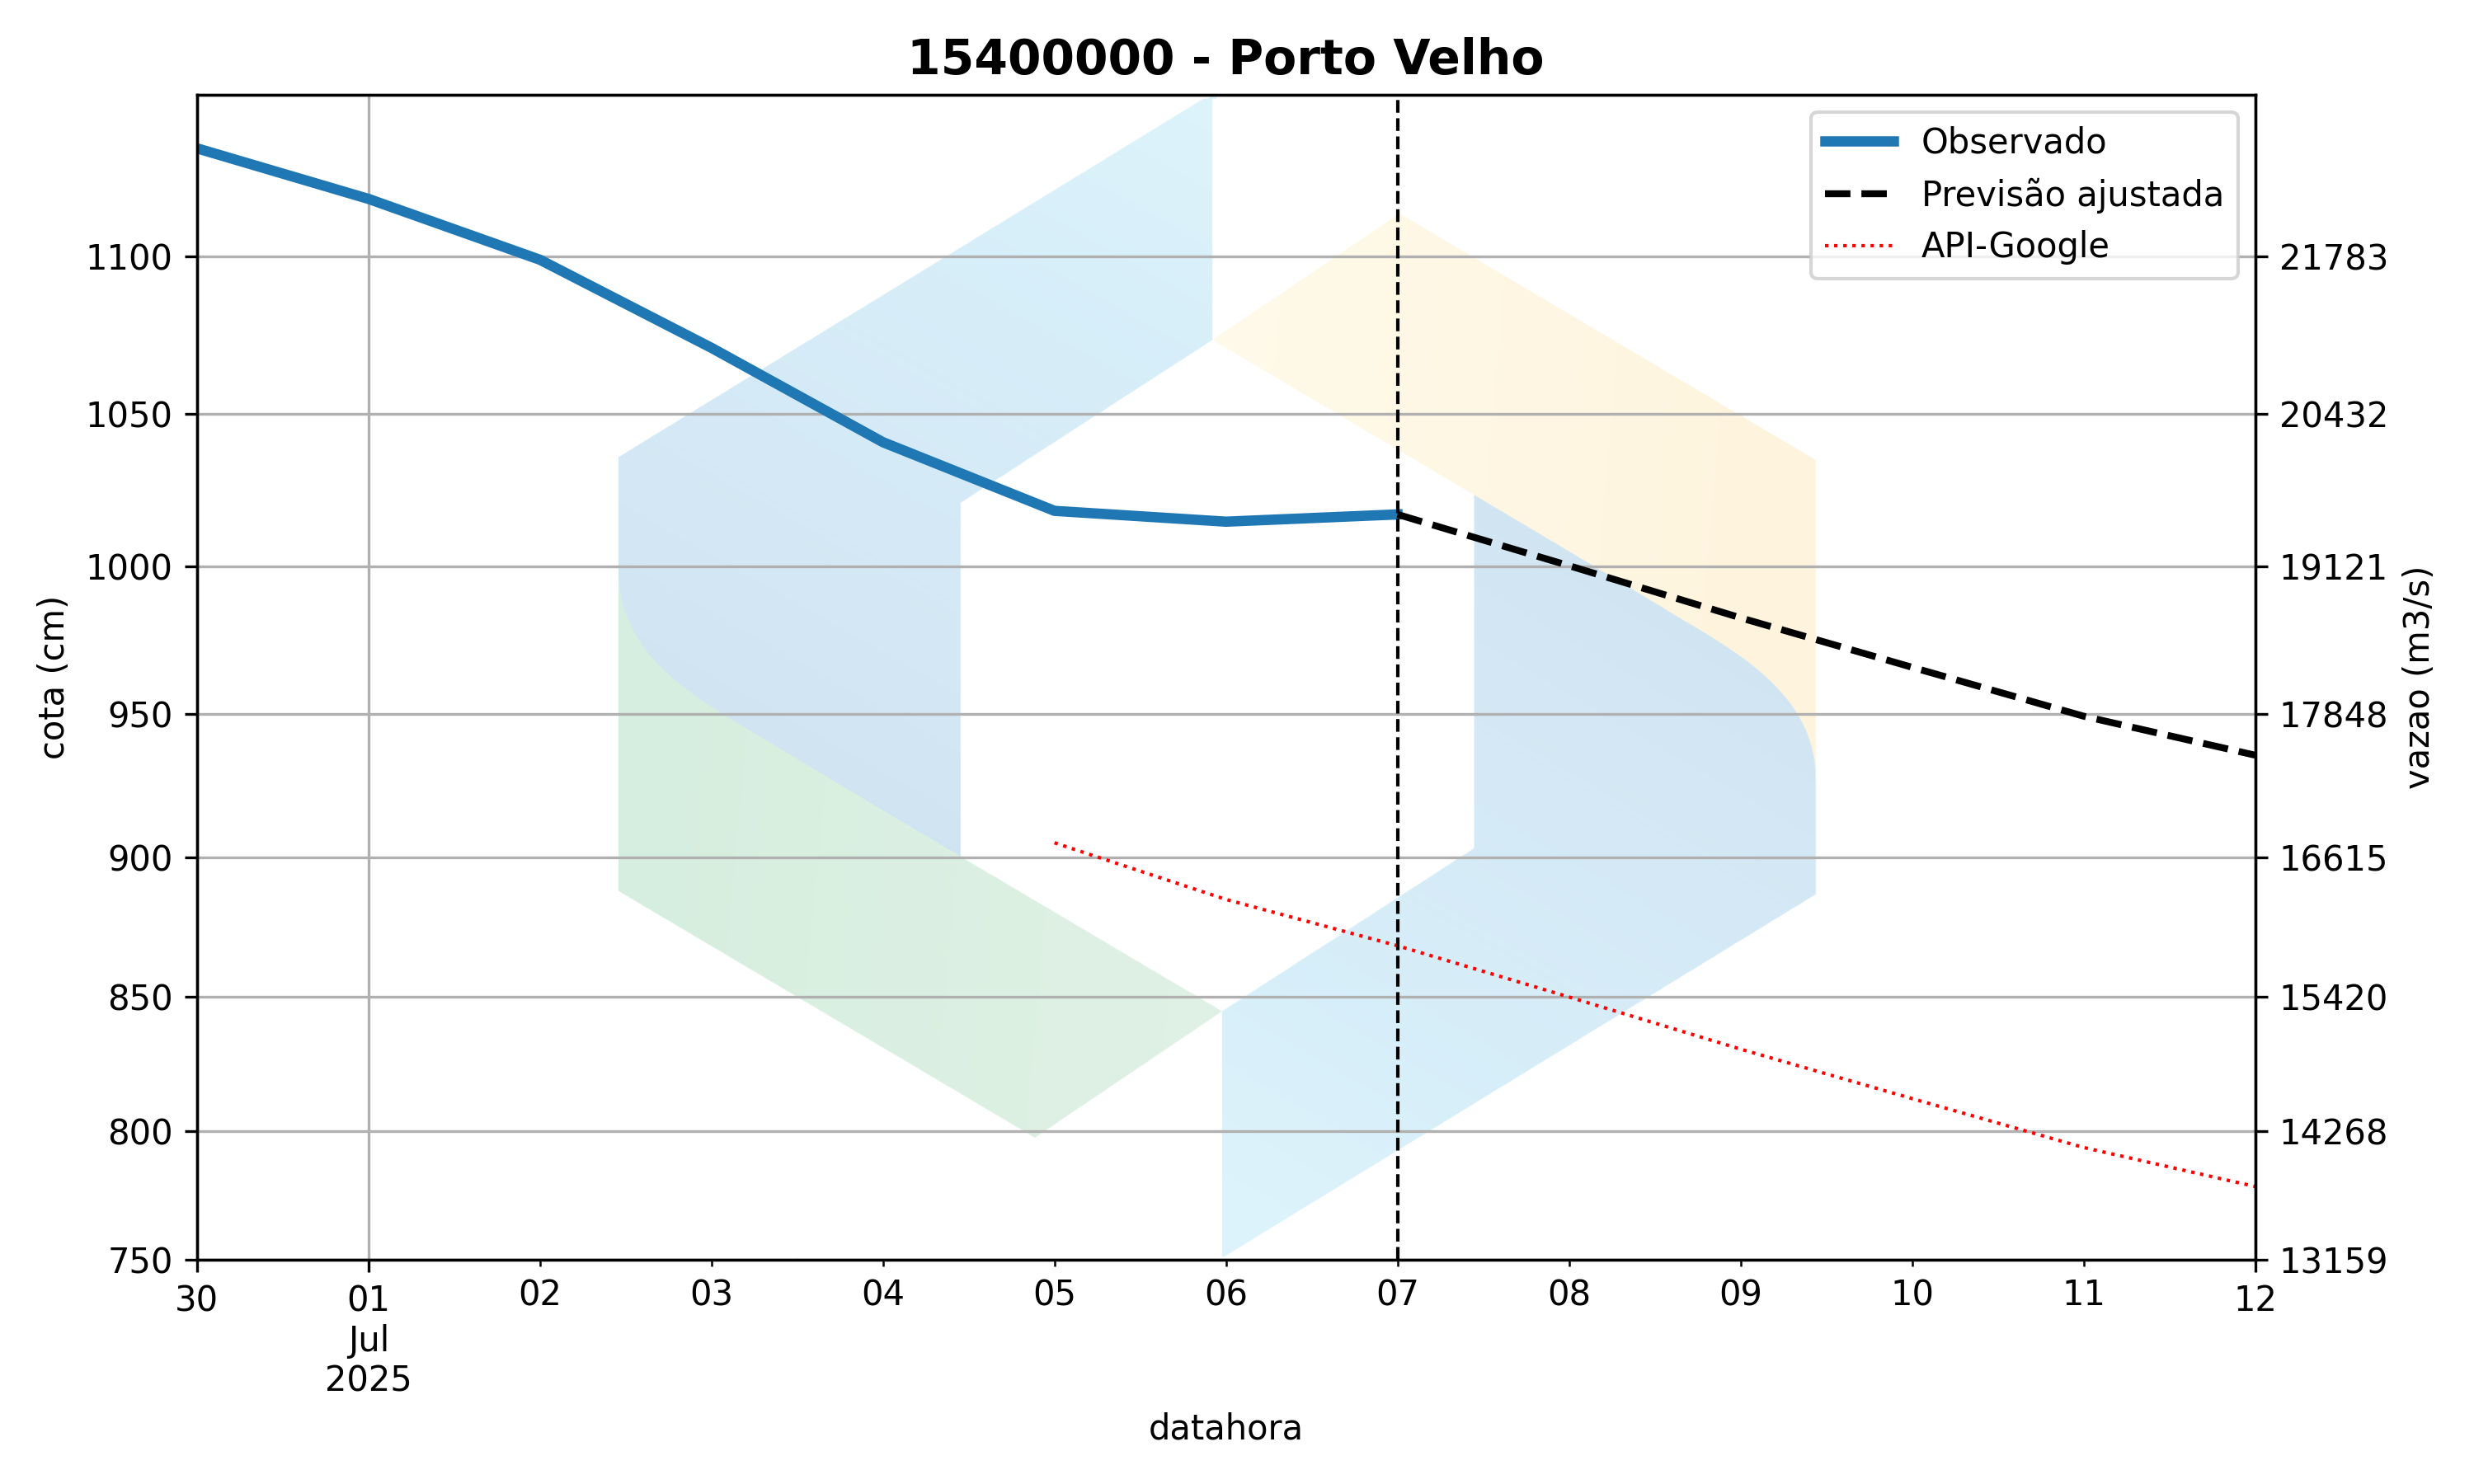 15400000 - Porto Velho
Observado
Previsão ajustada
API-Google
1100
1050
1000
950
900
850
800
750
cota (cm)
21783
20432
19121
17848
16615
15420
14268
13159
vazao (m3/s)
30 01 02 03 04 05 06 07 08 09 10 11 12
Jul
2025
datahora